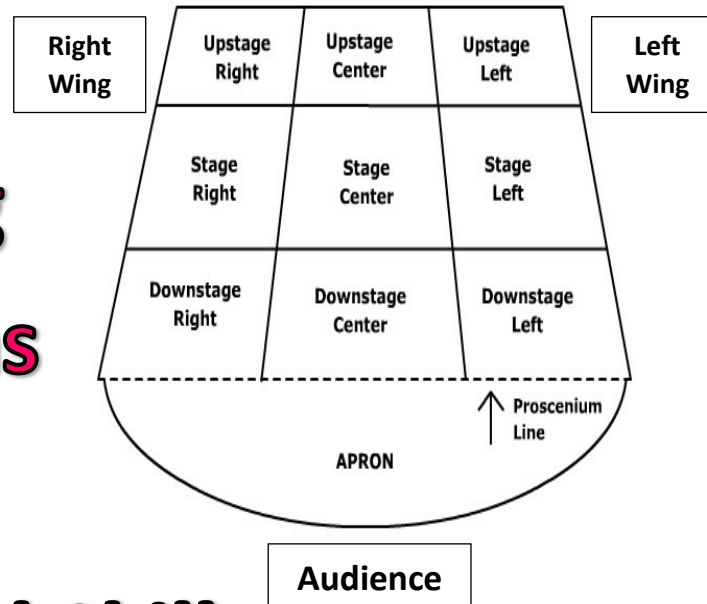 Right
Wing
Upstage
Right
Upstage
Center
Upstage
Left
Left
Wing
Stage
Right
Stage
Center
Stage
Left
Downstage
Right
Downstage
Center
Downstage
Left
Proscenium
Line
APRON
Audience